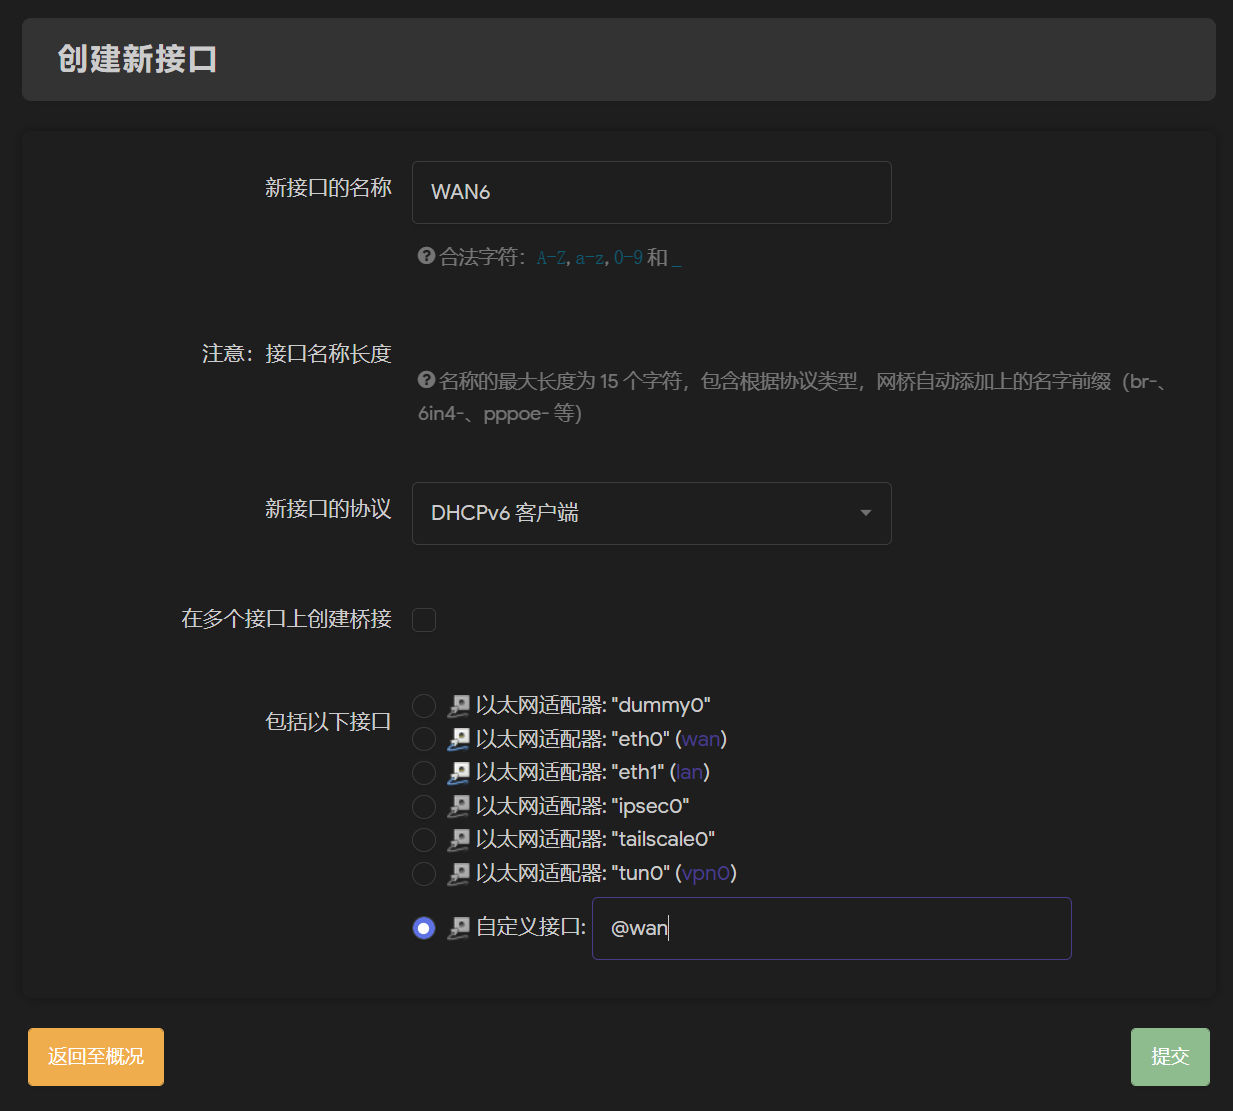 创建新接口
新接口的名称
WAN6
合法字符：A-Z, a-z, 0-9 和 _
注意：接口名称长度
名称的最大长度为 15 个字符，包含根据协议类型，网桥自动添加上的名字前缀（br-、
6in4-、pppoe- 等）
新接口的协议
DHCPv6 客户端
在多个接口上创建桥接
包括以下接口
以太网适配器: "dummy0"
以太网适配器: "eth0" (wan)
以太网适配器: "eth1" (lan)
以太网适配器: "ipsec0"
以太网适配器: "tailscale0"
以太网适配器: "tun0" (vpn0)
自定义接口: @wan
返回至概况
提交